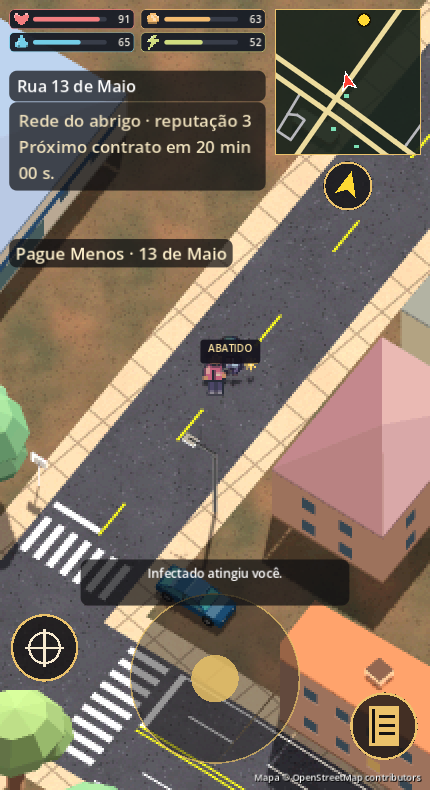 91
63
65
52
Rua 13 de Maio
Rede do abrigo · reputação 3
Próximo contrato em 20 min
00 s.
Pague Menos · 13 de Maio
ABATIDO
Infectado atingiu você.
Mapa © OpenStreetMap contributors